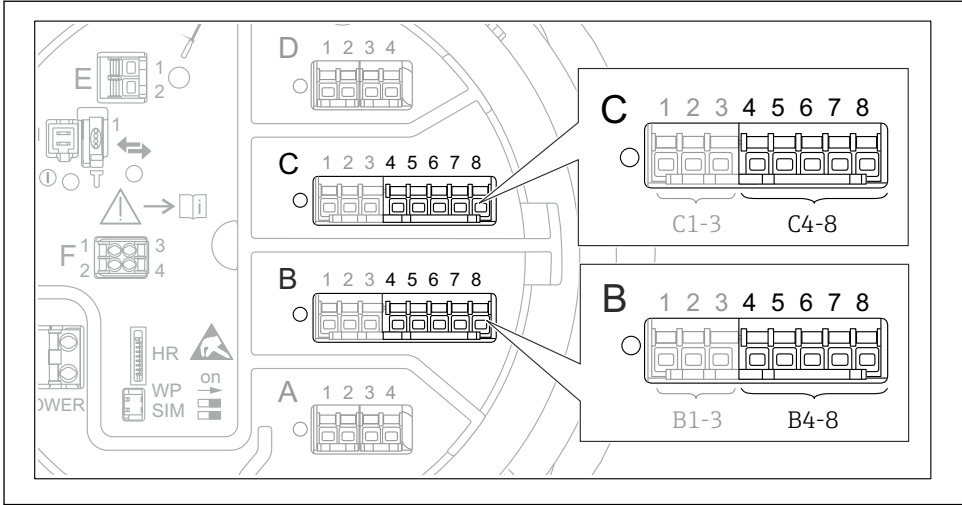 D 1 2 3 4
E 1
2
1
C 1 2 3 4 5 6 7 8
i
F 1 3
2 4
B 1 2 3 4 5 6 7 8
HR
WP on
SIM
OWER
A 1 2 3 4
C 1 2 3 4 5 6 7 8
C1-3 C4-8
B 1 2 3 4 5 6 7 8
B1-3 B4-8